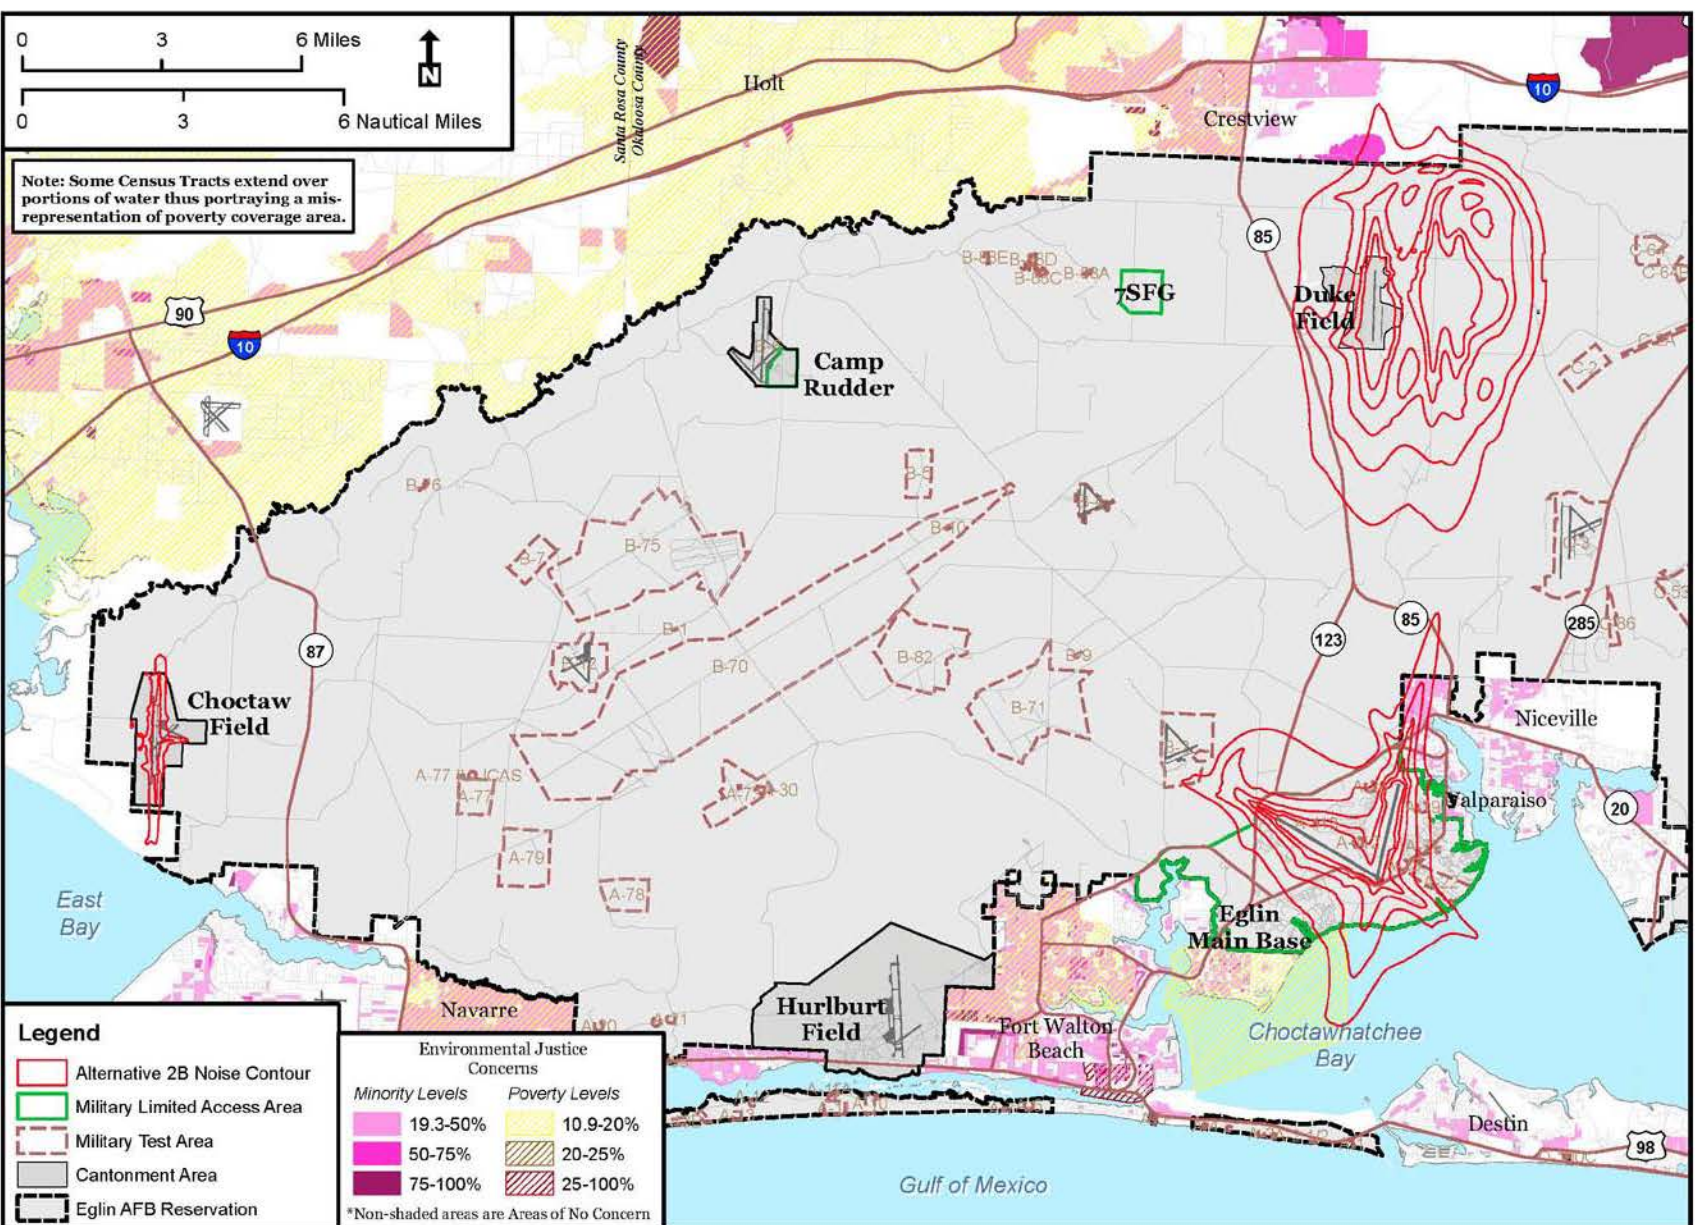 0 3 6 Miles
N
0 3 6 Nautical Miles
Note: Some Census Tracts extend over
portions of water thus portraying a mis-
representation of poverty coverage area.
Santa Rosa County
Okaloosa County
Holt
Crestview
10
90
10
85
7SFG
Duke
Field
Camp
Rudder
B-5
B-75
B-7
B-1
B-70
B-82
B-71
B-9
C-2
87
123
85
285
Choctaw
Field
Niceville
Valparaiso
20
A-77
A-77
A-30
A-79
A-78
East
Bay
Eglin
Main Base
Hurlburt
Field
Navarre
Fort Walton
Beach
Choctawhatchee
Bay
Destin
98
Gulf of Mexico
Legend
Alternative 2B Noise Contour
Military Limited Access Area
Military Test Area
Cantonment Area
Eglin AFB Reservation
Environmental Justice
Concerns
Minority Levels Poverty Levels
19.3-50% 10.9-20%
50-75% 20-25%
75-100% 25-100%
*Non-shaded areas are Areas of No Concern